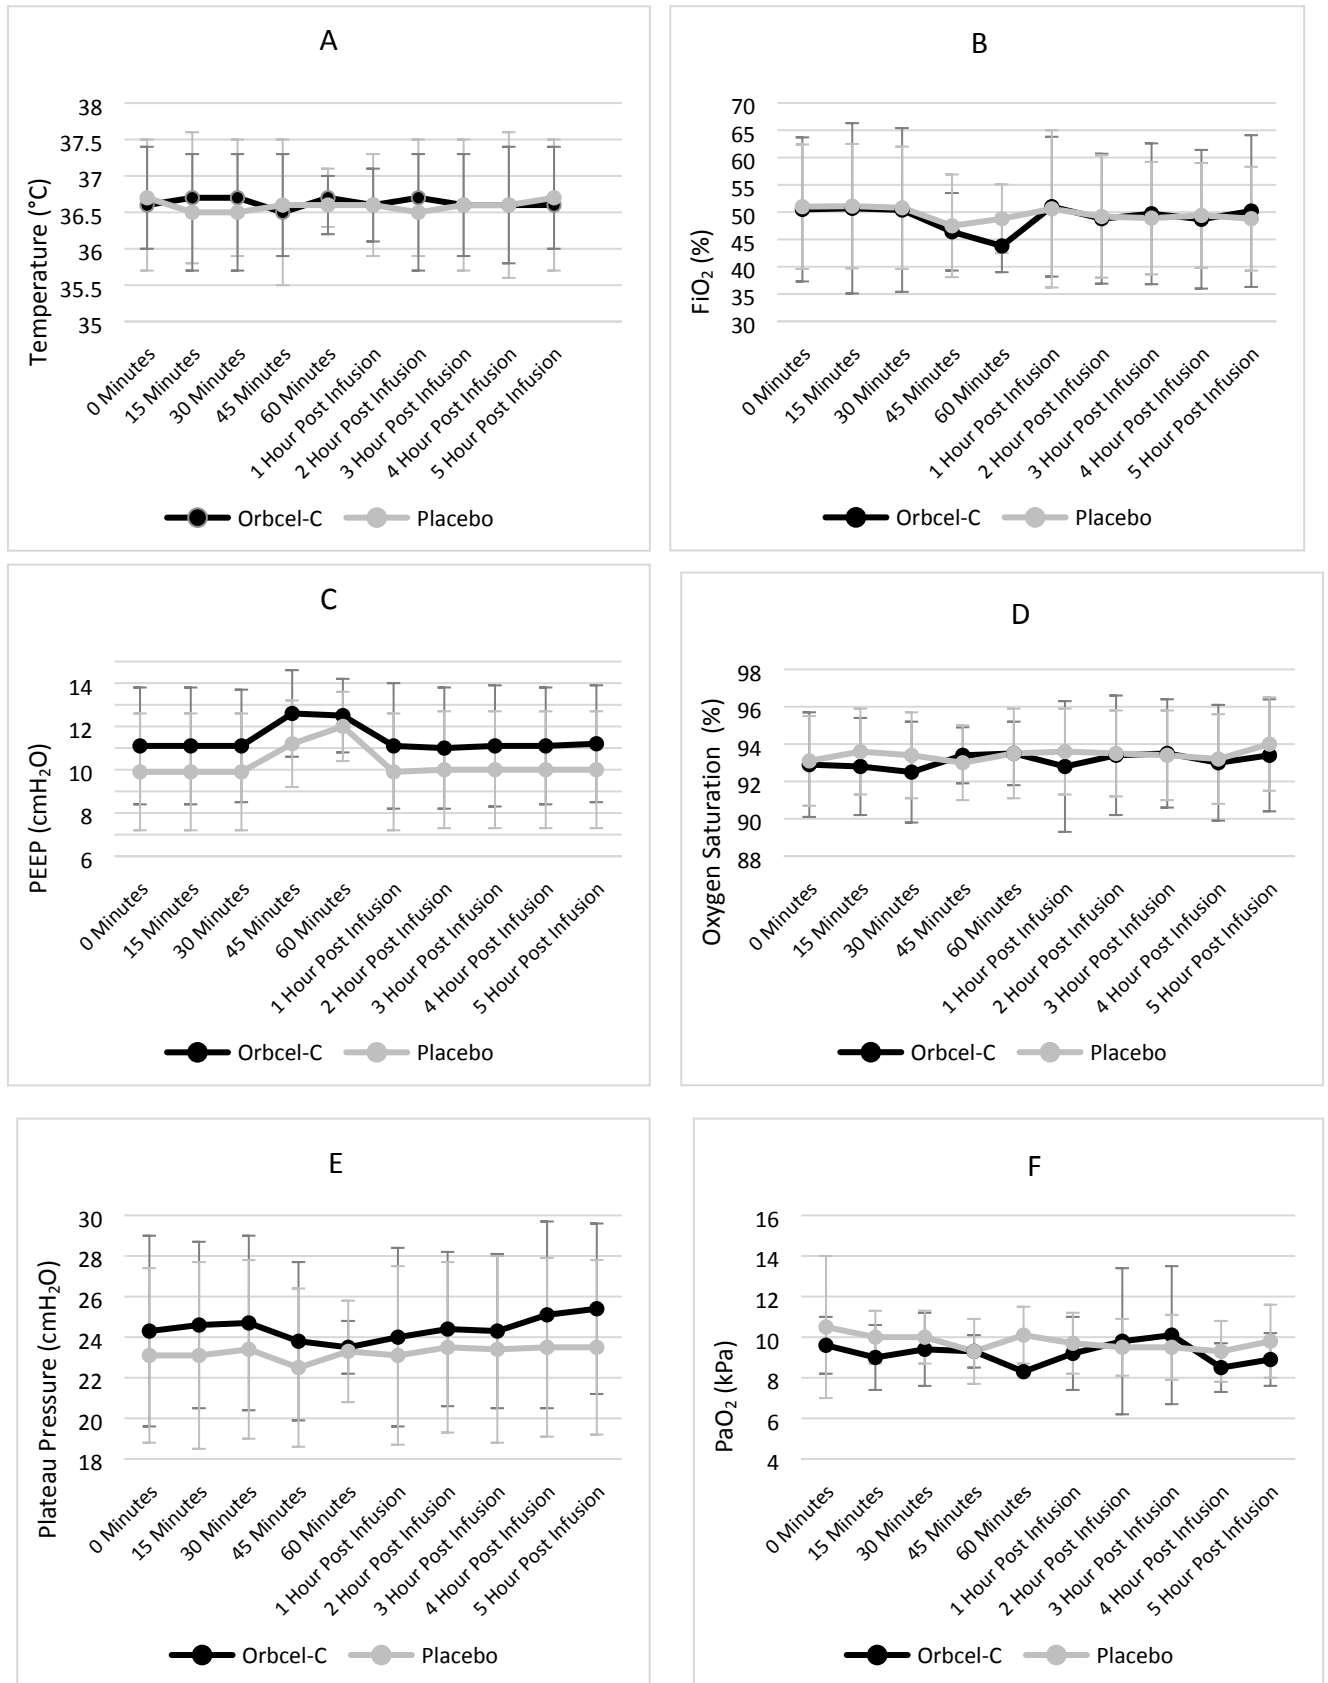 A
38
37.5
37
36.5
36
35.5
35
Temperature (°C)
0 Minutes
15 Minutes
30 Minutes
45 Minutes
60 Minutes
1 Hour Post Infusion
2 Hour Post Infusion
3 Hour Post Infusion
4 Hour Post Infusion
5 Hour Post Infusion
Orbcel-C Placebo
B
70
65
60
55
50
45
40
35
30
FiO₂ (%)
0 Minutes
15 Minutes
30 Minutes
45 Minutes
60 Minutes
1 Hour Post Infusion
2 Hour Post Infusion
3 Hour Post Infusion
4 Hour Post Infusion
5 Hour Post Infusion
Orbcel-C Placebo
C
14
12
10
8
6
PEEP (cmH₂O)
0 Minutes
15 Minutes
30 Minutes
45 Minutes
60 Minutes
1 Hour Post Infusion
2 Hour Post Infusion
3 Hour Post Infusion
4 Hour Post Infusion
5 Hour Post Infusion
Orbcel-C Placebo
D
98
96
94
92
90
88
Oxygen Saturation (%)
0 Minutes
15 Minutes
30 Minutes
45 Minutes
60 Minutes
1 Hour Post Infusion
2 Hour Post Infusion
3 Hour Post Infusion
4 Hour Post Infusion
5 Hour Post Infusion
Orbcel-C Placebo
E
30
28
26
24
22
20
18
Plateau Pressure (cmH₂O)
0 Minutes
15 Minutes
30 Minutes
45 Minutes
60 Minutes
1 Hour Post Infusion
2 Hour Post Infusion
3 Hour Post Infusion
4 Hour Post Infusion
5 Hour Post Infusion
Orbcel-C Placebo
F
16
14
12
10
8
6
4
PaO₂ (kPa)
0 Minutes
15 Minutes
30 Minutes
45 Minutes
60 Minutes
1 Hour Post Infusion
2 Hour Post Infusion
3 Hour Post Infusion
4 Hour Post Infusion
5 Hour Post Infusion
Orbcel-C Placebo